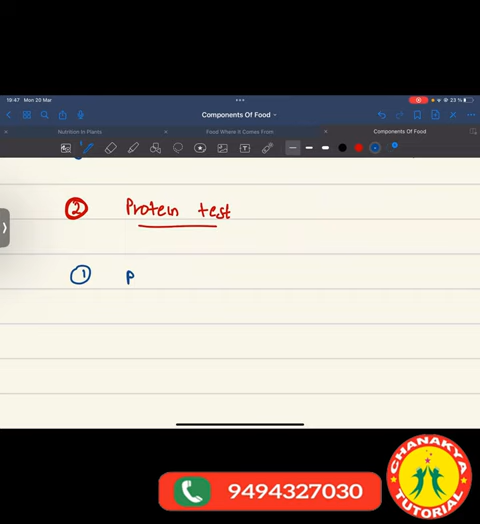 19:47 Mon 20 Mar
23 %
Components Of Food
Nutrition in Plants
Food Where It Comes From
Components Of Food
② Protein test
① P
9494327030
CHANAKYA
TUTORIAL